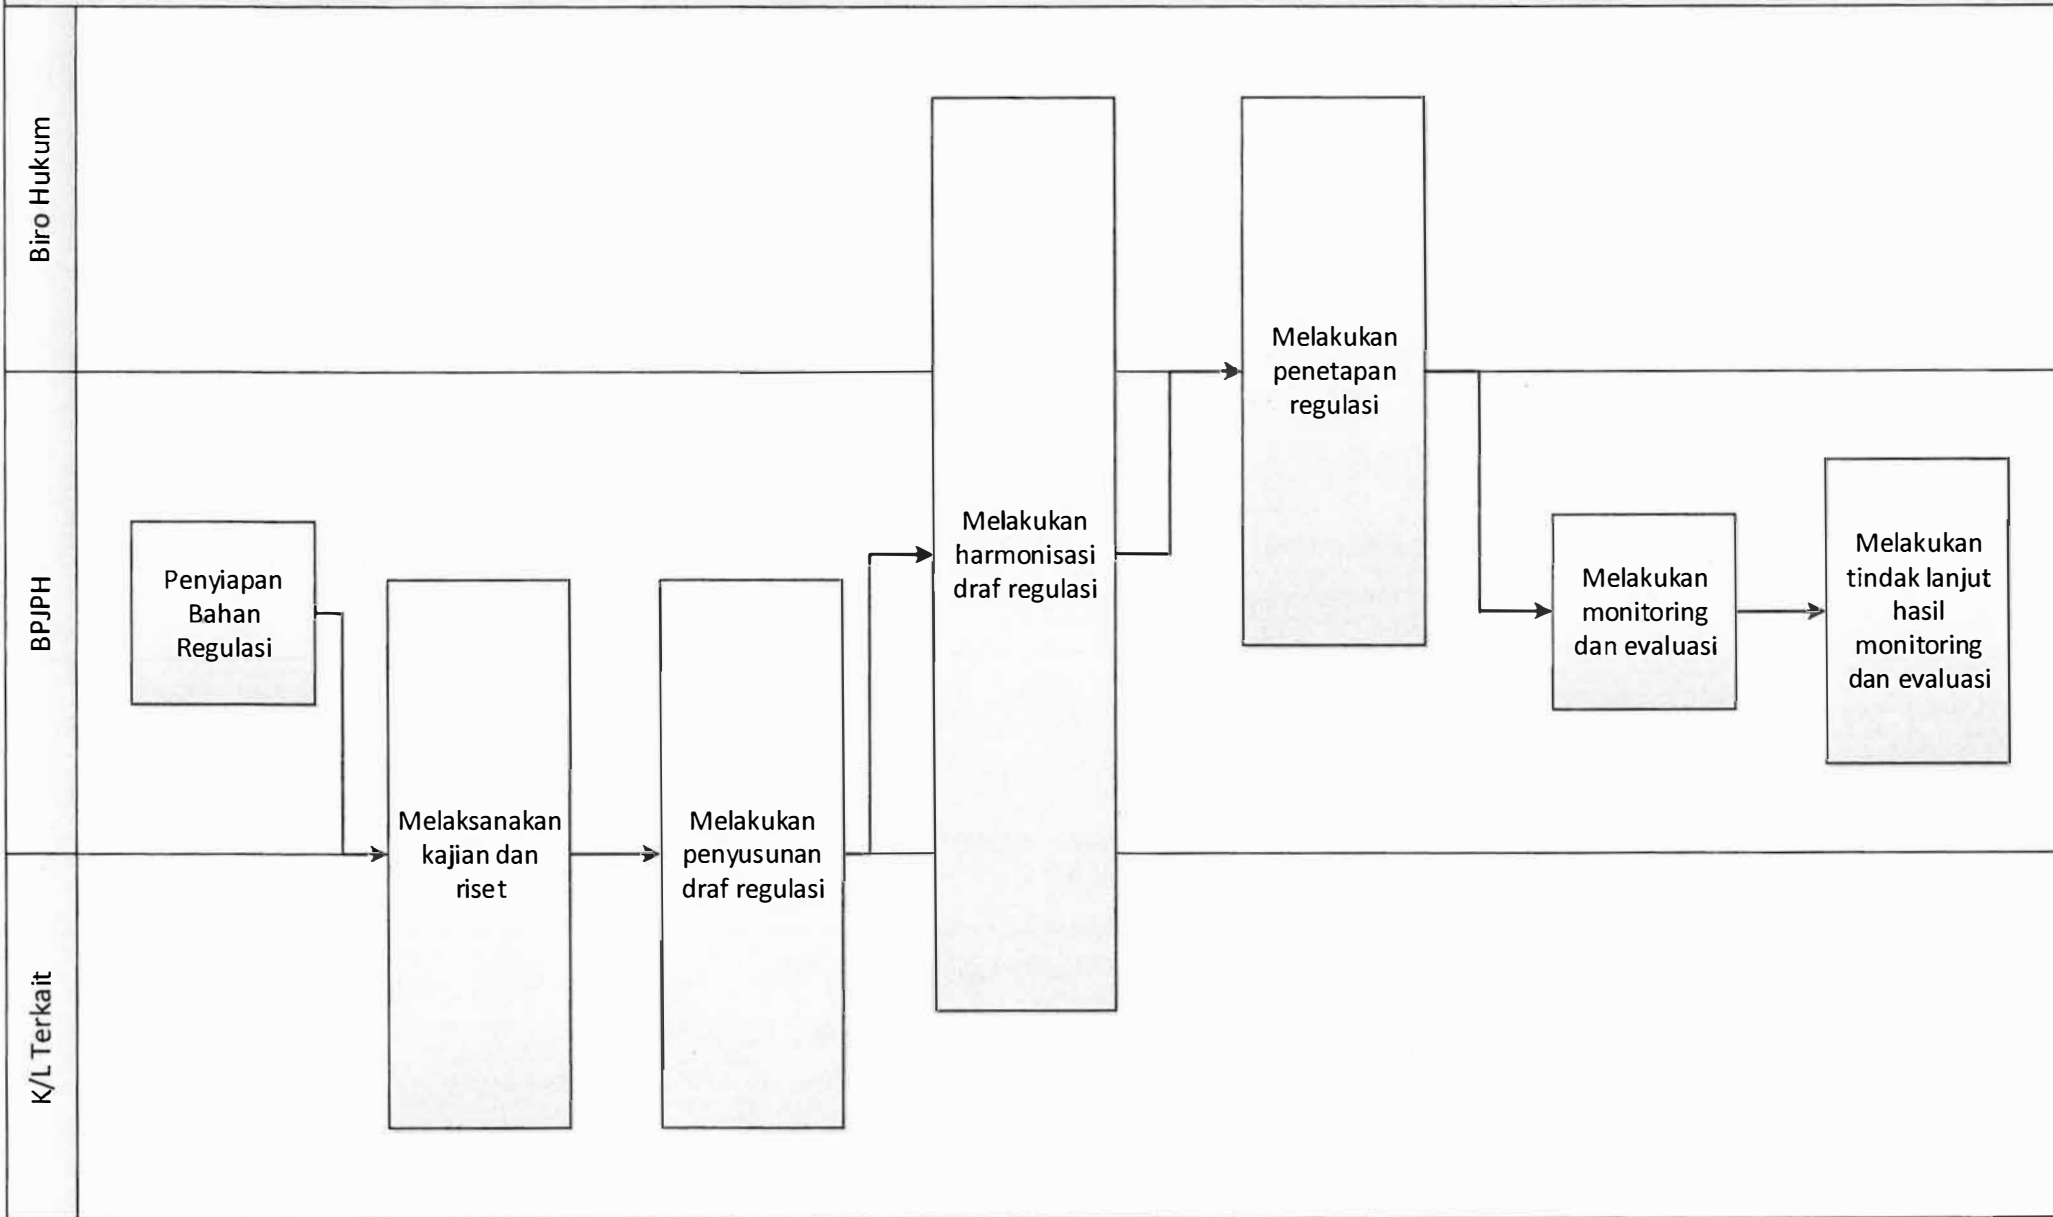 Biro Hukum
BPJPH
K/L Terkait
Penyiapan
Bahan
Regulasi
Melaksanakan
kajian dan
riset
Melakukan
penyusunan
draf regulasi
Melakukan
harmonisasi
draf regulasi
Melakukan
penetapan
regulasi
Melakukan
monitoring
dan evaluasi
Melakukan
tindak lanjut
hasil
monitoring
dan evaluasi